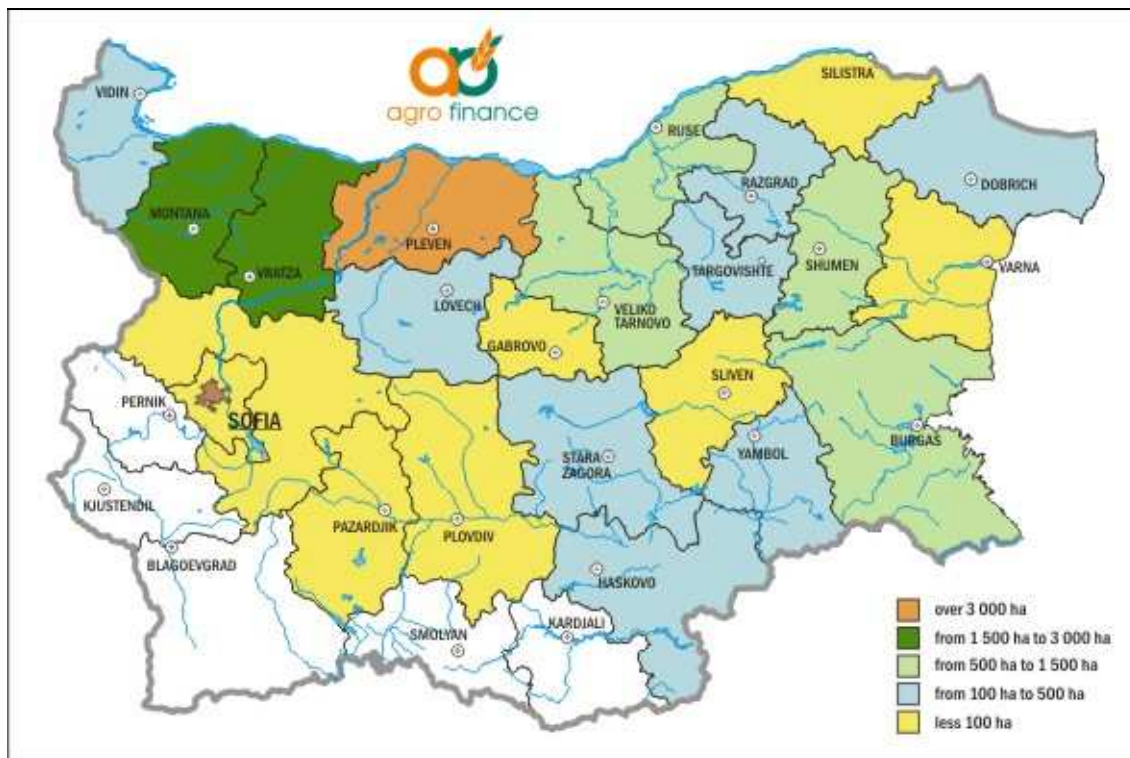 ao
agro finance
VIDIN
SILISTRA
RUSE
DOBRICH
RAZGRAD
MONTANA
PLEVEN
VRATZA
TARGOVISHTE
SHUMEN
VARNA
LOVECH
VELIKO
TARNOVO
GABROVO
SLIVEN
PERNIK
SOFIA
BURGAS
STARA
ZAGORA
YAMBOL
KJUSTENDIL
PAZARDJIK
PLOVDIV
BLAGOEVGRAD
HASKOVO
SMOLYAN
KARDJALI
over 3 000 ha
from 1 500 ha to 3 000 ha
from 500 ha to 1 500 ha
from 100 ha to 500 ha
less 100 ha